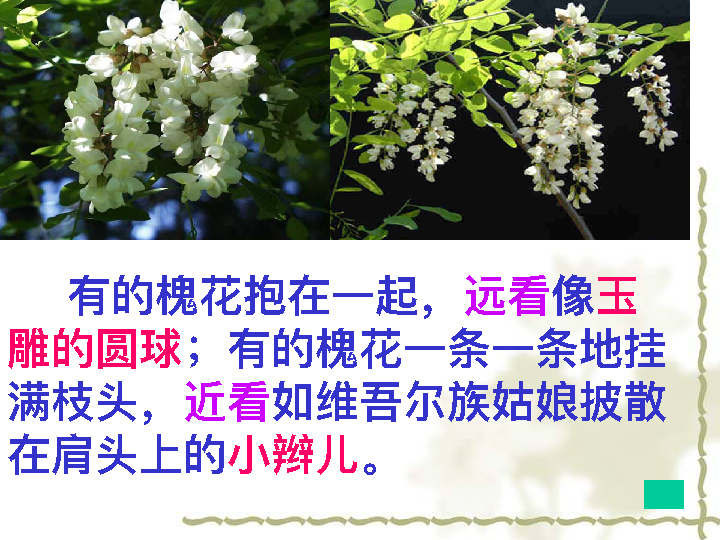 有的槐花抱在一起，远看像玉
雕的圆球；有的槐花一条一条地挂
满枝头，近看如维吾尔族姑娘披散
在肩头上的小辫儿。